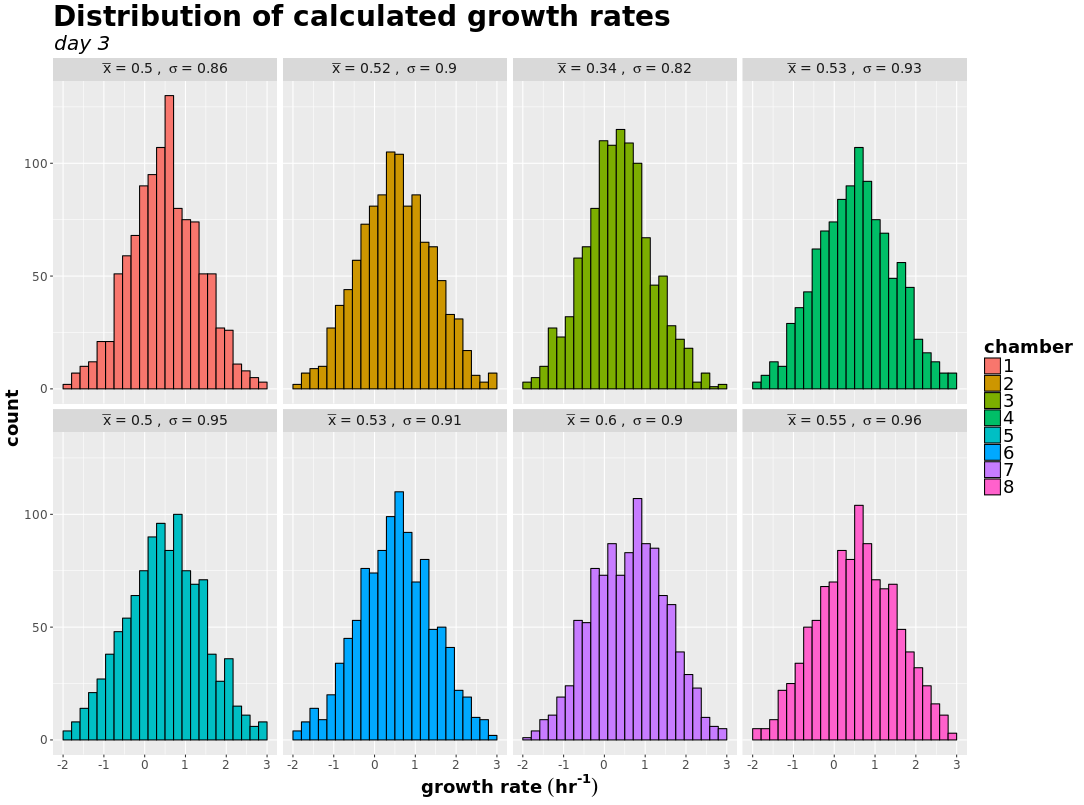 Distribution of calculated growth rates
day 3
x̅ = 0.5 , σ = 0.86
x̅ = 0.52 , σ = 0.9
x̅ = 0.34 , σ = 0.82
x̅ = 0.53 , σ = 0.93
100
50
0
count
x̅ = 0.5 , σ = 0.95
x̅ = 0.53 , σ = 0.91
x̅ = 0.6 , σ = 0.9
x̅ = 0.55 , σ = 0.96
100
50
0
-2 -1 0 1 2 3
-2 -1 0 1 2 3
-2 -1 0 1 2 3
-2 -1 0 1 2 3
growth rate (hr⁻¹)
chamber
1
2
3
4
5
6
7
8